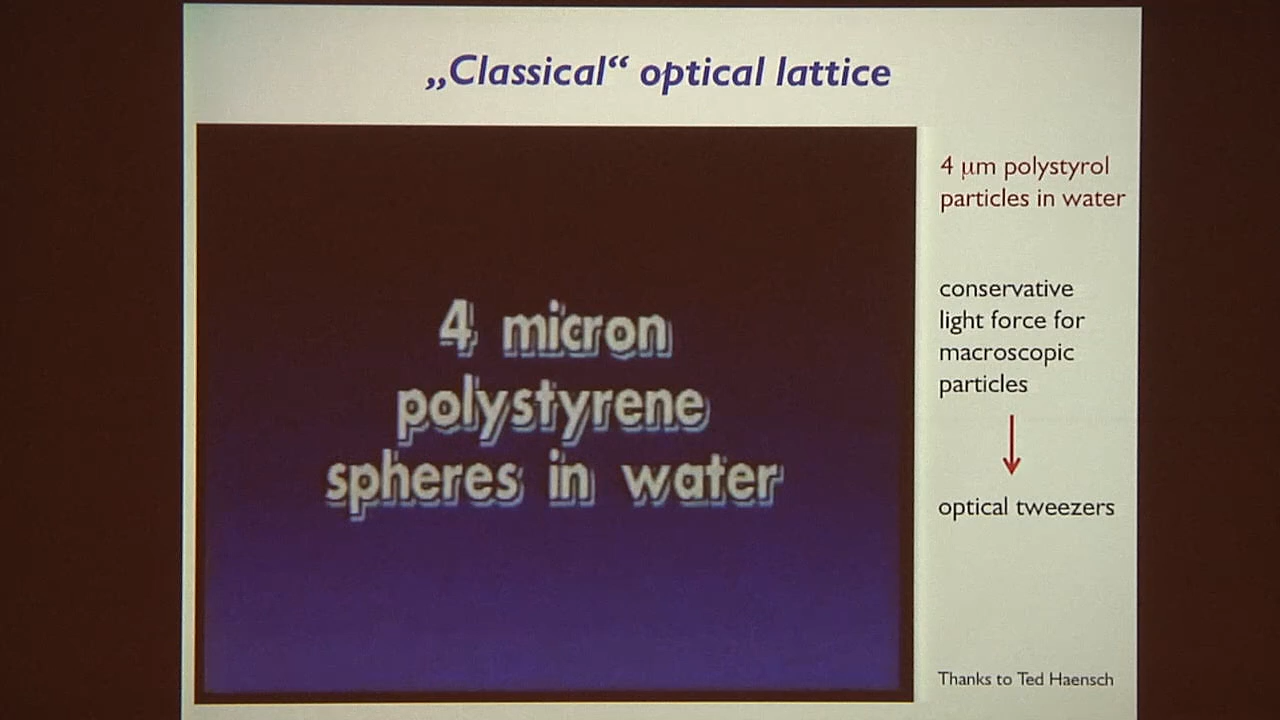 „Classical“ optical lattice
4 micron
polystyrene
spheres in water
4 μm polystyrol
particles in water
conservative
light force for
macroscopic
particles
optical tweezers
Thanks to Ted Haensch